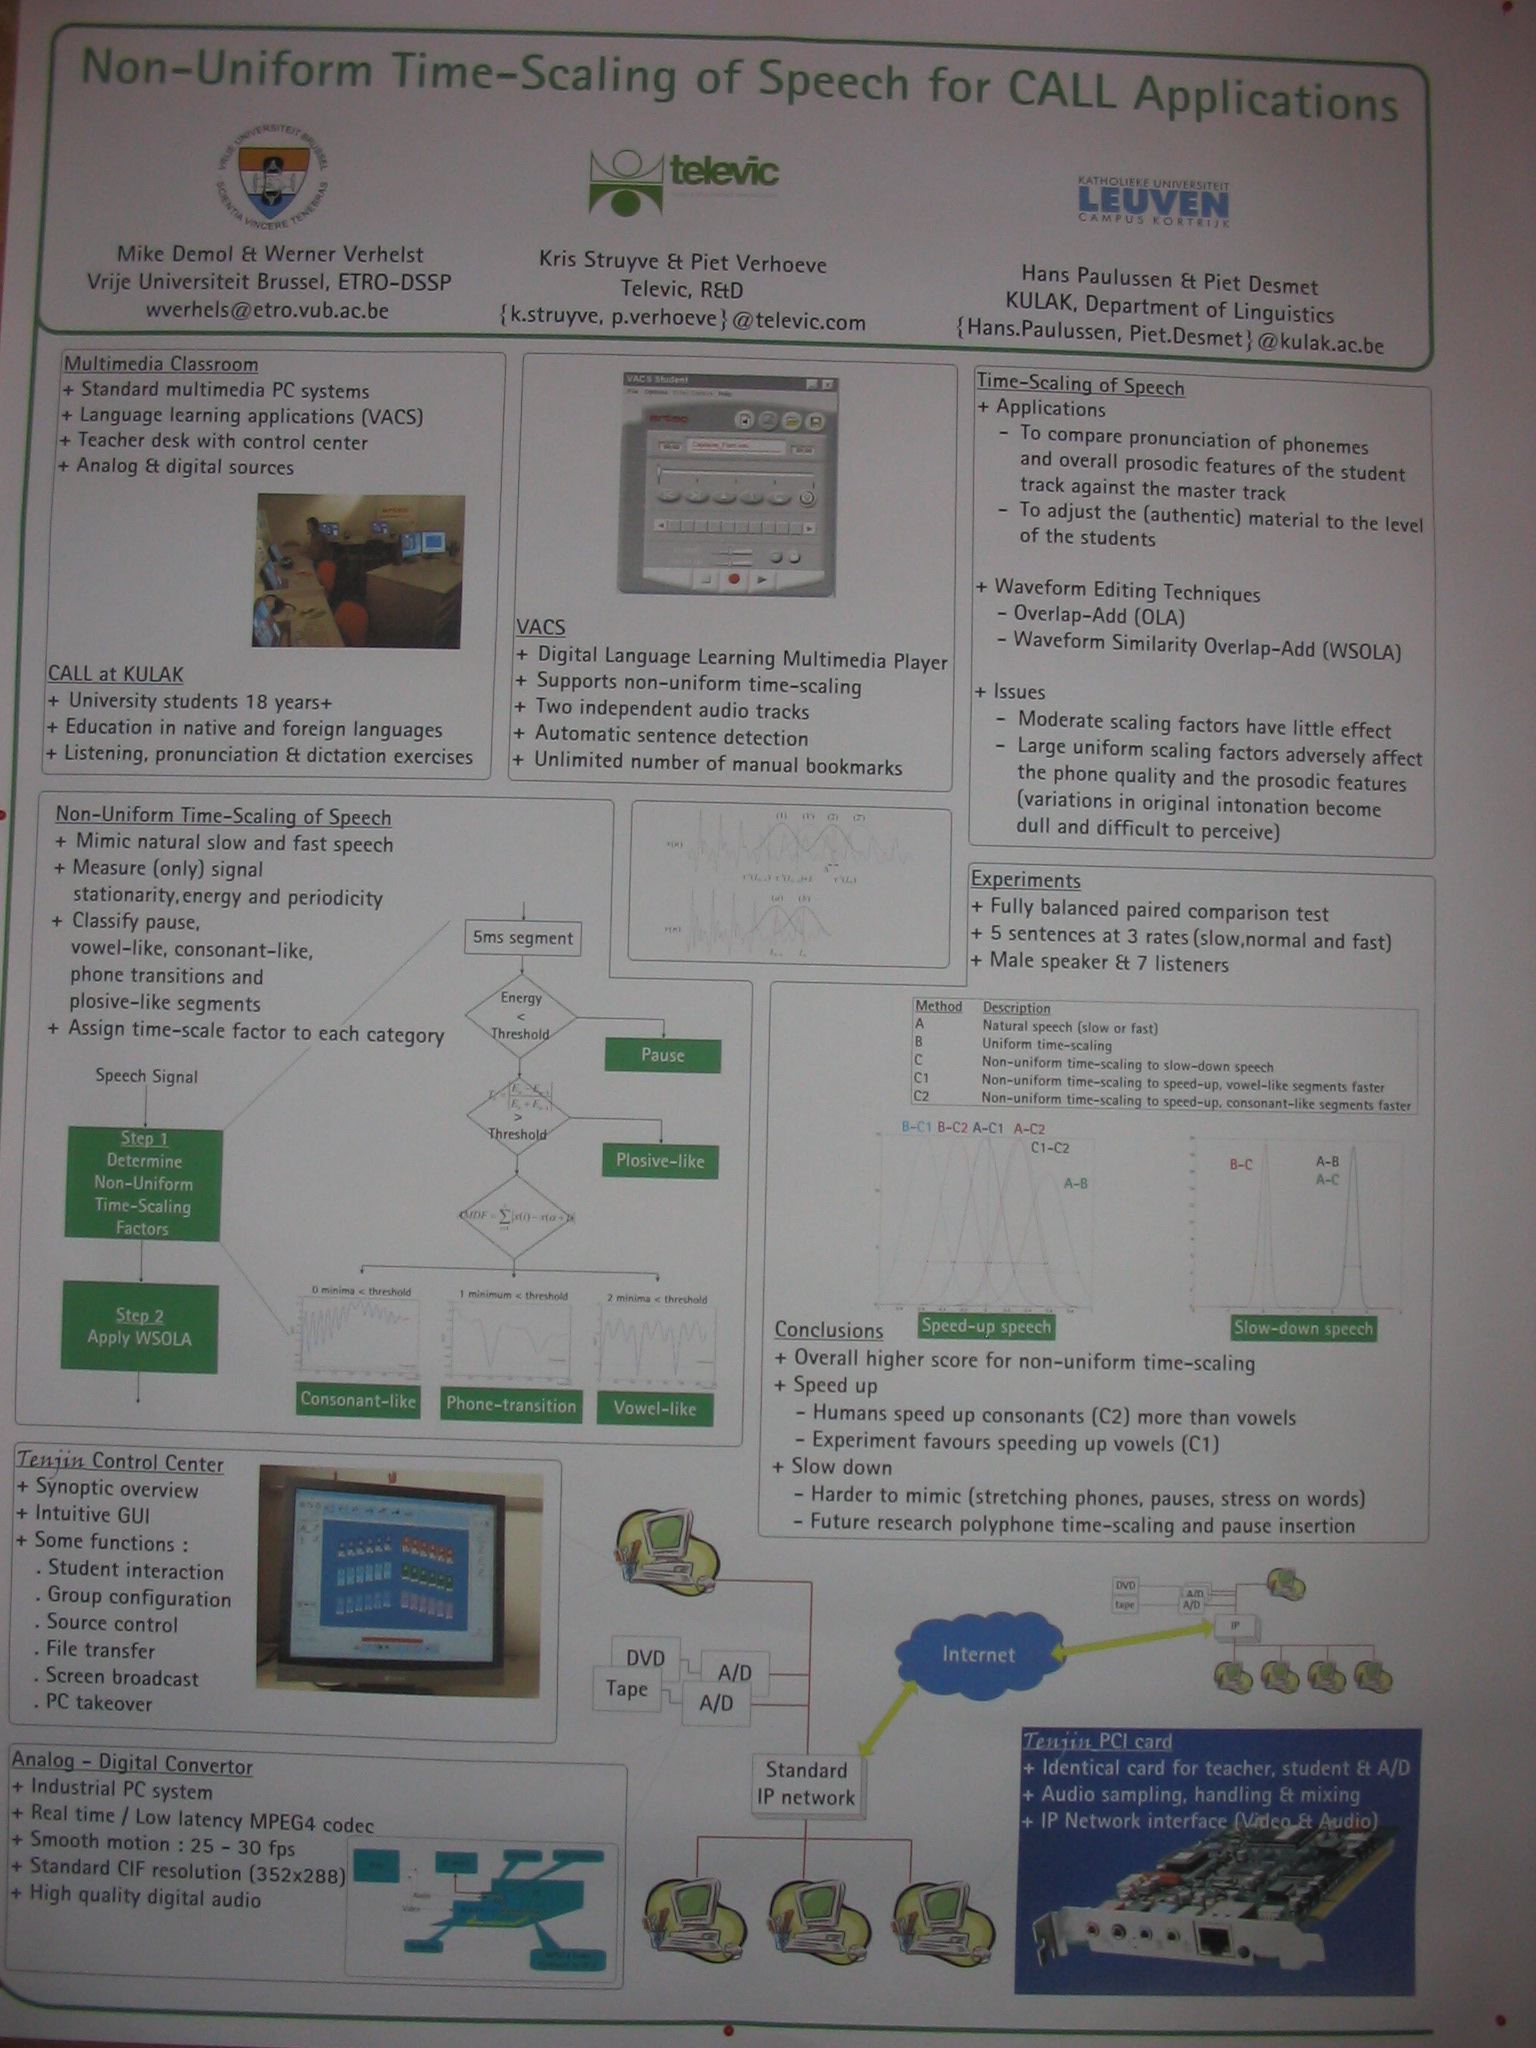 Non-Uniform Time-Scaling of Speech for CALL Applications
VRIJE UNIVERSITEIT BRUSSEL
SCIENTIA VINCERE TENEBRAS
televic
KATHOLIEKE UNIVERSITEIT
LEUVEN
CAMPUS KORTRIJK
Mike Demol & Werner Verhelst
Vrije Universiteit Brussel, ETRO-DSSP
wverhels@etro.vub.ac.be
Kris Struyve & Piet Verhoeve
Televic, R&D
{k.struyve, p.verhoeve}@televic.com
Hans Paulussen & Piet Desmet
KULAK, Department of Linguistics
{Hans.Paulussen, Piet.Desmet}@kulak.ac.be
Multimedia Classroom
+ Standard multimedia PC systems
+ Language learning applications (VACS)
+ Teacher desk with control center
+ Analog & digital sources
CALL at KULAK
+ University students 18 years+
+ Education in native and foreign languages
+ Listening, pronunciation & dictation exercises
VACS Student
VACS
+ Digital Language Learning Multimedia Player
+ Supports non-uniform time-scaling
+ Two independent audio tracks
+ Automatic sentence detection
+ Unlimited number of manual bookmarks
Time-Scaling of Speech
+ Applications
- To compare pronunciation of phonemes
and overall prosodic features of the student
track against the master track
- To adjust the (authentic) material to the level
of the students
+ Waveform Editing Techniques
- Overlap-Add (OLA)
- Waveform Similarity Overlap-Add (WSOLA)
+ Issues
- Moderate scaling factors have little effect
- Large uniform scaling factors adversely affect
the phone quality and the prosodic features
(variations in original intonation become
dull and difficult to perceive)
Non-Uniform Time-Scaling of Speech
+ Mimic natural slow and fast speech
+ Measure (only) signal
stationarity, energy and periodicity
+ Classify pause,
vowel-like, consonant-like,
phone transitions and
plosive-like segments
+ Assign time-scale factor to each category
Speech Signal
Step 1
Determine
Non-Uniform
Time-Scaling
Factors
Step 2
Apply WSOLA
5ms segment
Energy
<
Threshold
Pause
>
Threshold
Plosive-like
0 minima < threshold
1 minimum < threshold
2 minima < threshold
Consonant-like
Phone-transition
Vowel-like
Experiments
+ Fully balanced paired comparison test
+ 5 sentences at 3 rates (slow,normal and fast)
+ Male speaker & 7 listeners
Method Description
A Natural speech (slow or fast)
B Uniform time-scaling
C Non-uniform time-scaling to slow-down speech
C1 Non-uniform time-scaling to speed-up, vowel-like segments faster
C2 Non-uniform time-scaling to speed-up, consonant-like segments faster
B-C1 B-C2 A-C1 A-C2
C1-C2
A-B
B-C
A-B
A-C
Speed-up speech
Slow-down speech
Conclusions
+ Overall higher score for non-uniform time-scaling
+ Speed up
- Humans speed up consonants (C2) more than vowels
- Experiment favours speeding up vowels (C1)
+ Slow down
- Harder to mimic (stretching phones, pauses, stress on words)
- Future research polyphone time-scaling and pause insertion
Tenjin Control Center
+ Synoptic overview
+ Intuitive GUI
+ Some functions :
. Student interaction
. Group configuration
. Source control
. File transfer
. Screen broadcast
. PC takeover
DVD
Tape
A/D
A/D
Internet
DVD
tape
A/D
A/D
IP
Standard
IP network
Analog - Digital Convertor
+ Industrial PC system
+ Real time / Low latency MPEG4 codec
+ Smooth motion : 25 - 30 fps
+ Standard CIF resolution (352x288)
+ High quality digital audio
Audio
Video
Tenjin PCI card
+ Identical card for teacher, student & A/D
+ Audio sampling, handling & mixing
+ IP Network interface (Video & Audio)